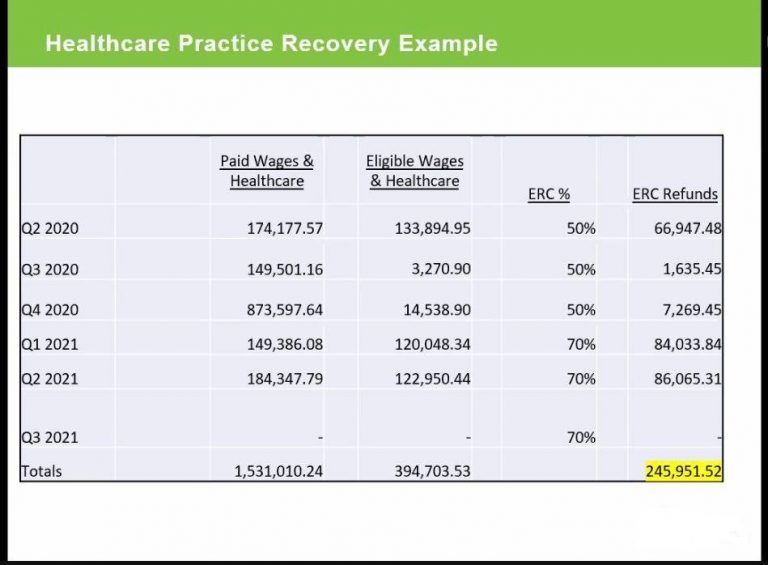 Healthcare Practice Recovery Example
Paid Wages & Healthcare Eligible Wages & Healthcare ERC % ERC Refunds
Q2 2020 174,177.57 133,894.95 50% 66,947.48
Q3 2020 149,501.16 3,270.90 50% 1,635.45
Q4 2020 873,597.64 14,538.90 50% 7,269.45
Q1 2021 149,386.08 120,048.34 70% 84,033.84
Q2 2021 184,347.79 122,950.44 70% 86,065.31
Q3 2021 - - 70% -
Totals 1,531,010.24 394,703.53 245,951.52